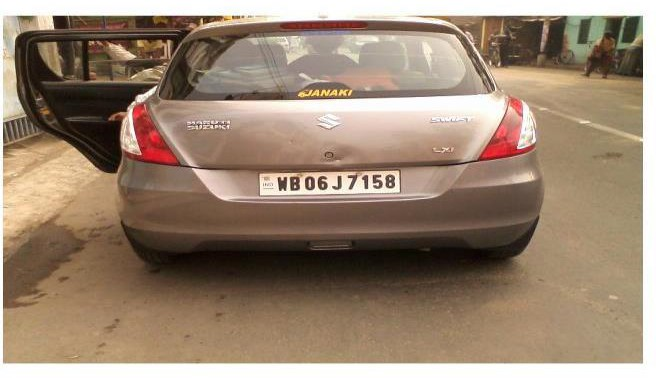 JANAKI
MARUTI SUZUKI
SWIFT
LXI
IND
WB06J7158